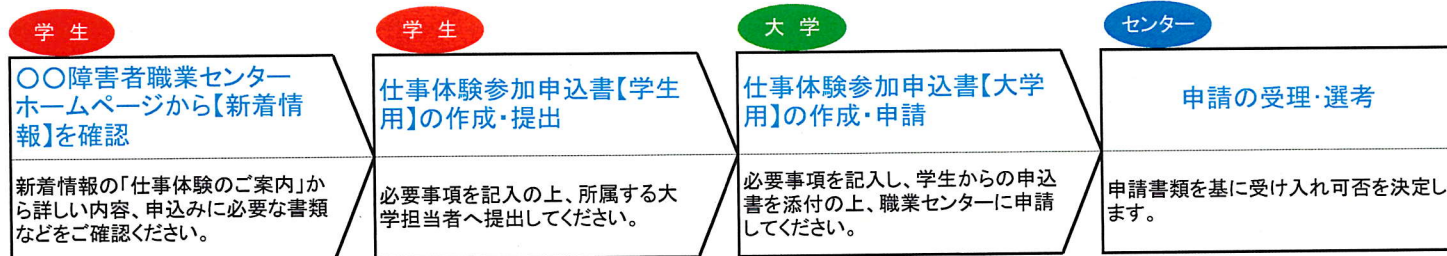 学 生
〇〇障害者職業センター
ホームページから【新着情
報】を確認
新着情報の「仕事体験のご案内」か
ら詳しい内容、申込みに必要な書類
などをご確認ください。
学 生
仕事体験参加申込書【学生
用】の作成・提出
必要事項を記入の上、所属する大
学担当者へ提出してください。
大 学
仕事体験参加申込書【大学
用】の作成・申請
必要事項を記入し、学生からの申込
書を添付の上、職業センターに申請
してください。
センター
申請の受理・選考
申請書類を基に受け入れ可否を決定し
ます。